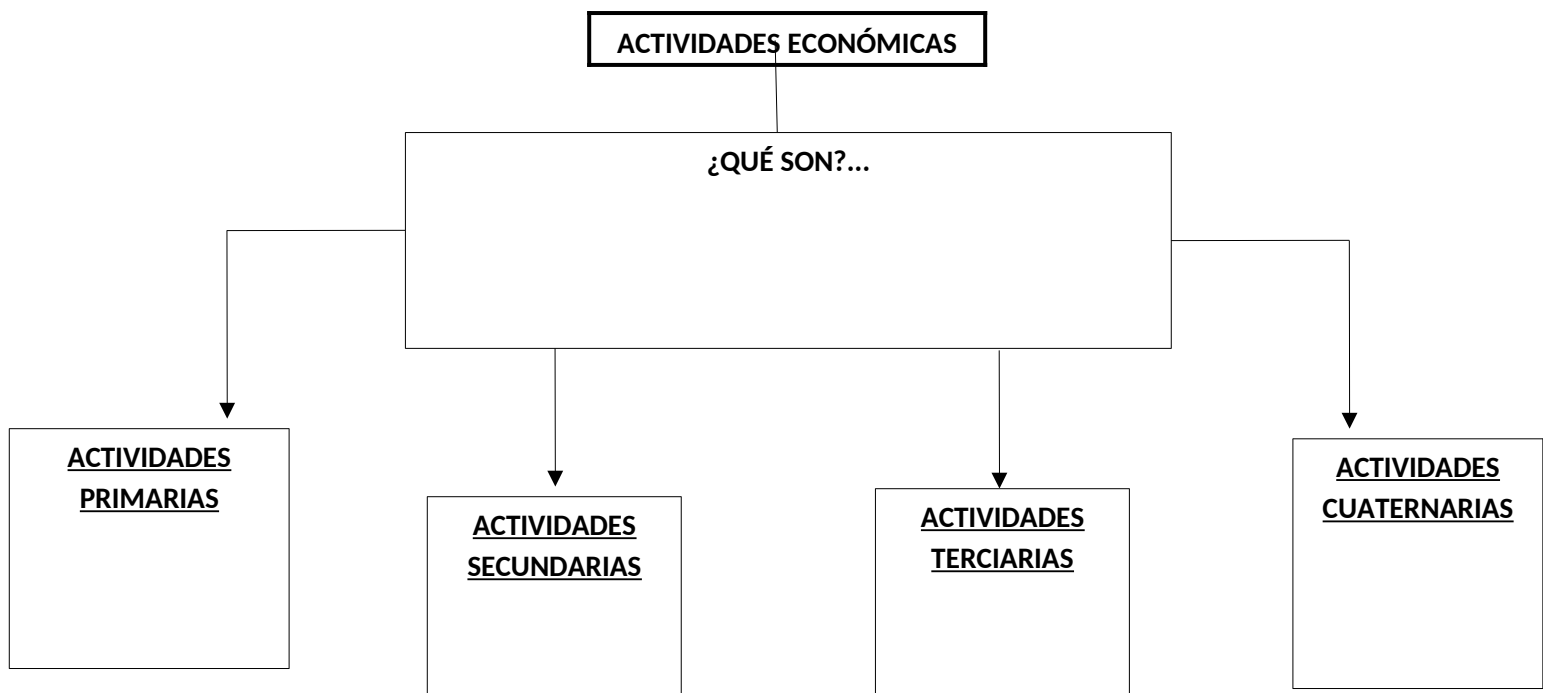 ACTIVIDADES ECONÓMICAS
¿QUÉ SON?...
ACTIVIDADES
PRIMARIAS
ACTIVIDADES
SECUNDARIAS
ACTIVIDADES
TERCIARIAS
ACTIVIDADES
CUATERNARIAS